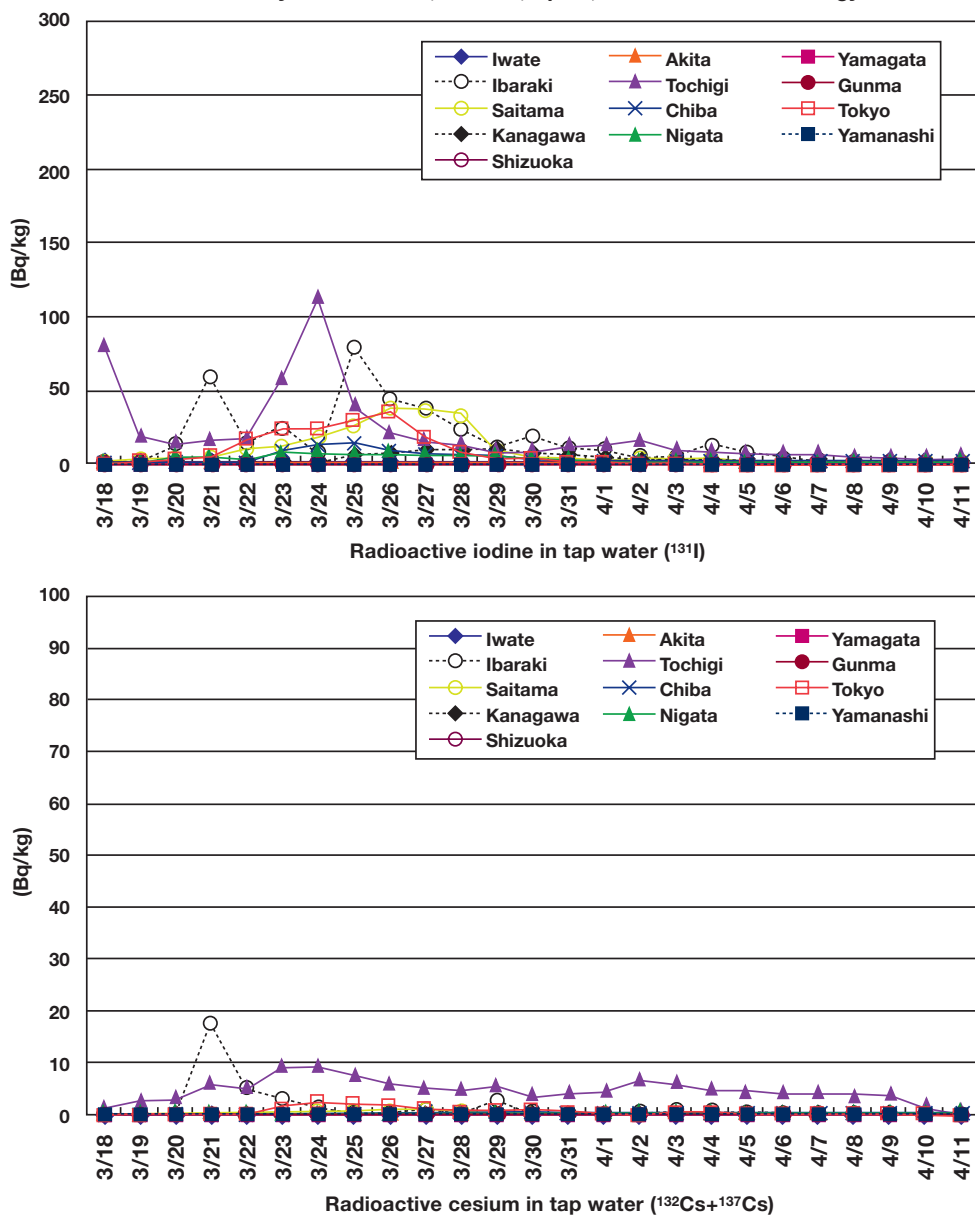 300
250
200
150
100
50
0
(Bq/kg)
Iwate Akita Yamagata
Ibaraki Tochigi Gunma
Saitama Chiba Tokyo
Kanagawa Nigata Yamanashi
Shizuoka
3/18 3/19 3/20 3/21 3/22 3/23 3/24 3/25 3/26 3/27 3/28 3/29 3/30 3/31 4/1 4/2 4/3 4/4 4/5 4/6 4/7 4/8 4/9 4/10 4/11
Radioactive iodine in tap water (¹³¹I)
100
90
80
70
60
50
40
30
20
10
0
(Bq/kg)
Iwate Akita Yamagata
Ibaraki Tochigi Gunma
Saitama Chiba Tokyo
Kanagawa Nigata Yamanashi
Shizuoka
3/18 3/19 3/20 3/21 3/22 3/23 3/24 3/25 3/26 3/27 3/28 3/29 3/30 3/31 4/1 4/2 4/3 4/4 4/5 4/6 4/7 4/8 4/9 4/10 4/11
Radioactive cesium in tap water (¹³²Cs+¹³⁷Cs)